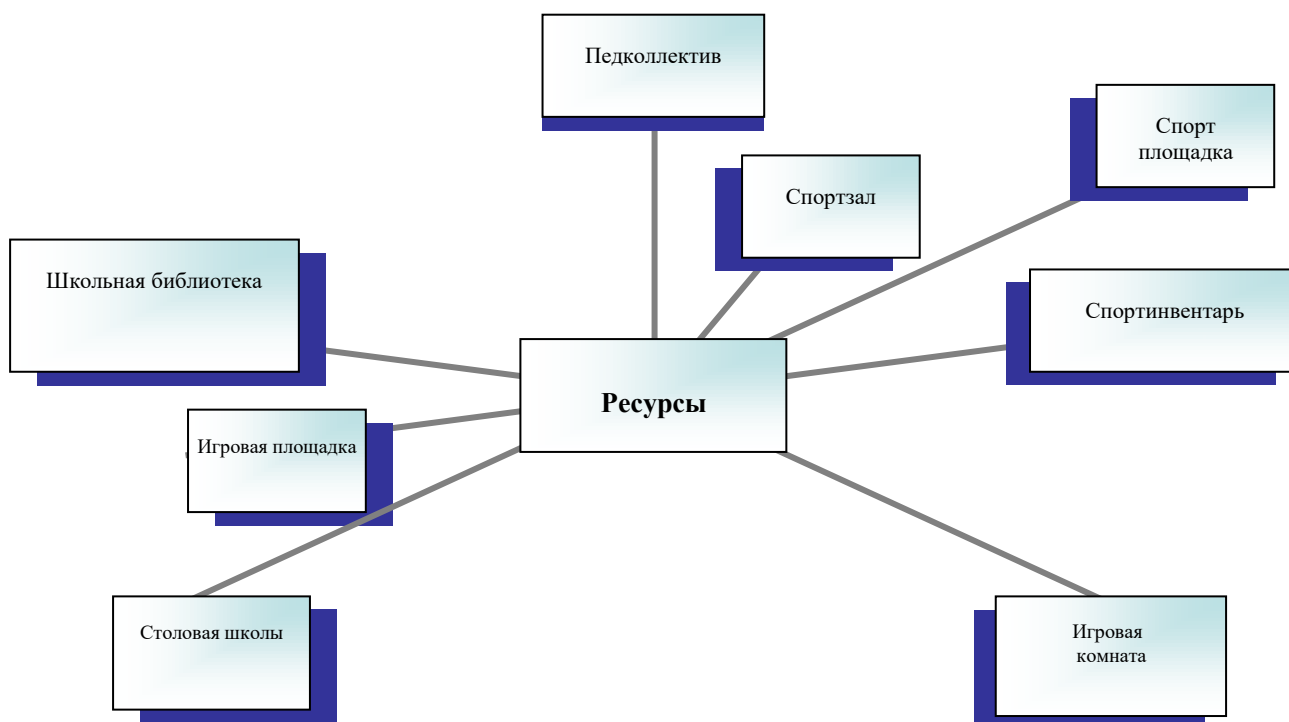 Педколлектив
Спорт
площадка
Спортзал
Школьная библиотека
Спортинвентарь
Ресурсы
Игровая площадка
Столовая школы
Игровая
комната